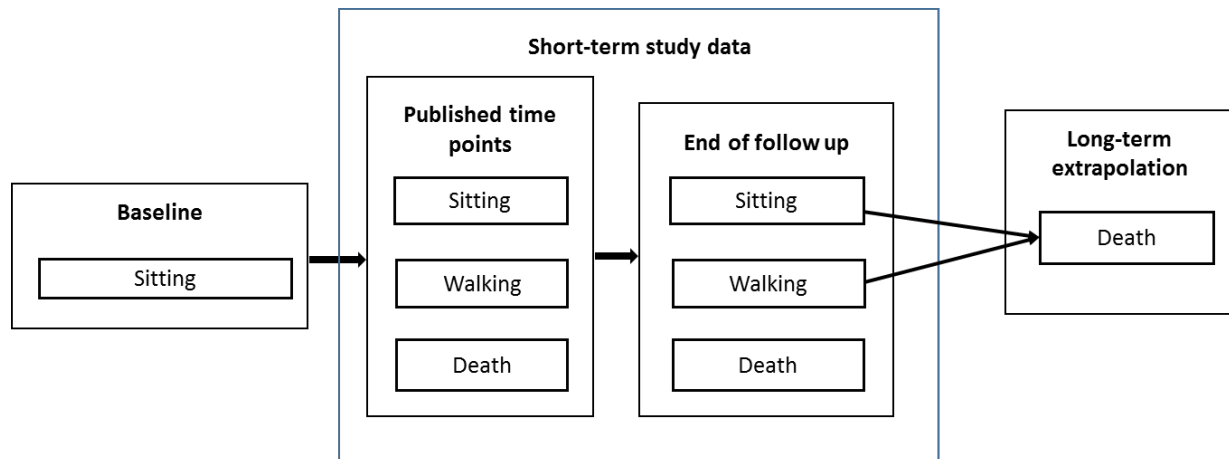 Short-term study data
Baseline
Sitting
Published time
points
Sitting
Walking
Death
End of follow up
Sitting
Walking
Death
Long-term
extrapolation
Death